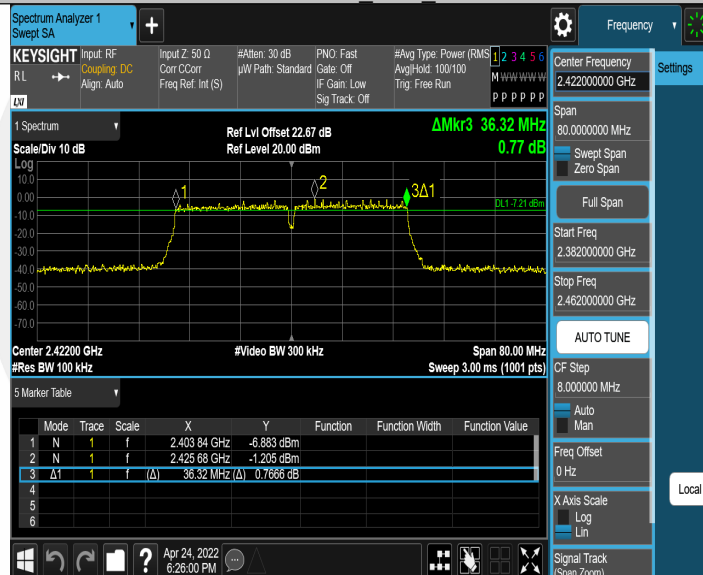 Spectrum Analyzer 1
Swept SA
+
Frequency
KEYSIGHT Input: RF Input Z: 50 Ω #Atten: 30 dB PNO: Fast #Avg Type: Power (RMS 1 2 3 4 5 6
RL Coupling: DC Corr CCorr µW Path: Standard Gate: Off Avg|Hold: 100/100 M W W W W W
Align: Auto Freq Ref: Int (S) IF Gain: Low Trig: Free Run
LXI Sig Track: Off P P P P P P
1 Spectrum
Scale/Div 10 dB
Ref Lvl Offset 22.67 dB
Ref Level 20.00 dBm
ΔMkr3 36.32 MHz
0.77 dB
Log
10.0
0.00
-10.0
-20.0
-30.0
-40.0
-50.0
-60.0
-70.0
1
2
3Δ1
DL1 -7.21 dBm
Center 2.42200 GHz #Video BW 300 kHz Span 80.00 MHz
#Res BW 100 kHz Sweep 3.00 ms (1001 pts)
5 Marker Table
Mode Trace Scale X Y Function Function Width Function Value
1 N 1 f 2.403 84 GHz -6.883 dBm
2 N 1 f 2.425 68 GHz -1.205 dBm
3 Δ1 1 f (Δ) 36.32 MHz (Δ) 0.7666 dB
4
5
6
?
Apr 24, 2022
6:26:00 PM
Center Frequency
2.422000000 GHz
Span
80.0000000 MHz
Swept Span
Zero Span
Full Span
Start Freq
2.382000000 GHz
Stop Freq
2.462000000 GHz
AUTO TUNE
CF Step
8.000000 MHz
Auto
Man
Freq Offset
0 Hz
X Axis Scale
Log
Lin
Signal Track
(Span Zoom)
Settings
Local